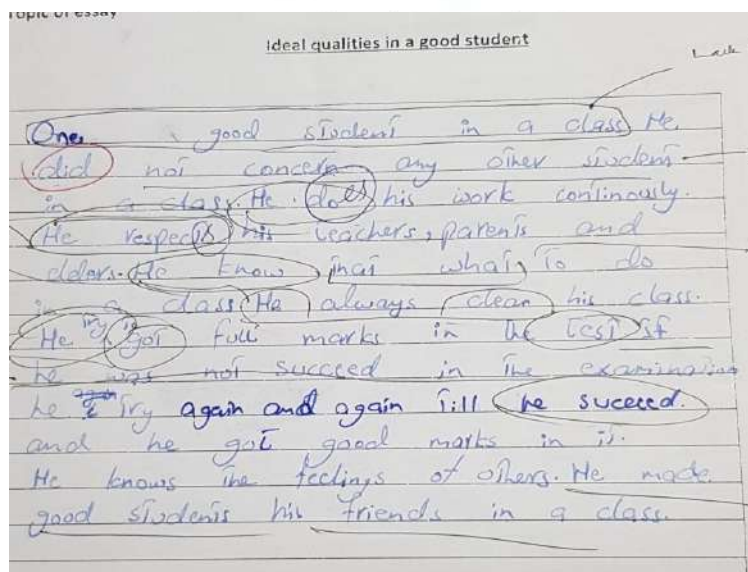 Topic of essay
Ideal qualities in a good student
Lack
One good student in a class He
did not concern any other student
in a class. He does his work continously.
He respects his teachers, parents and
elders. He know that what to do
in a class He always clean his class.
He try to got full marks in the test If
he was not succeed in the examination
he try again and again till he suceed.
and he got good marks in it.
He knows the feelings of others. He made
good students his friends in a class.